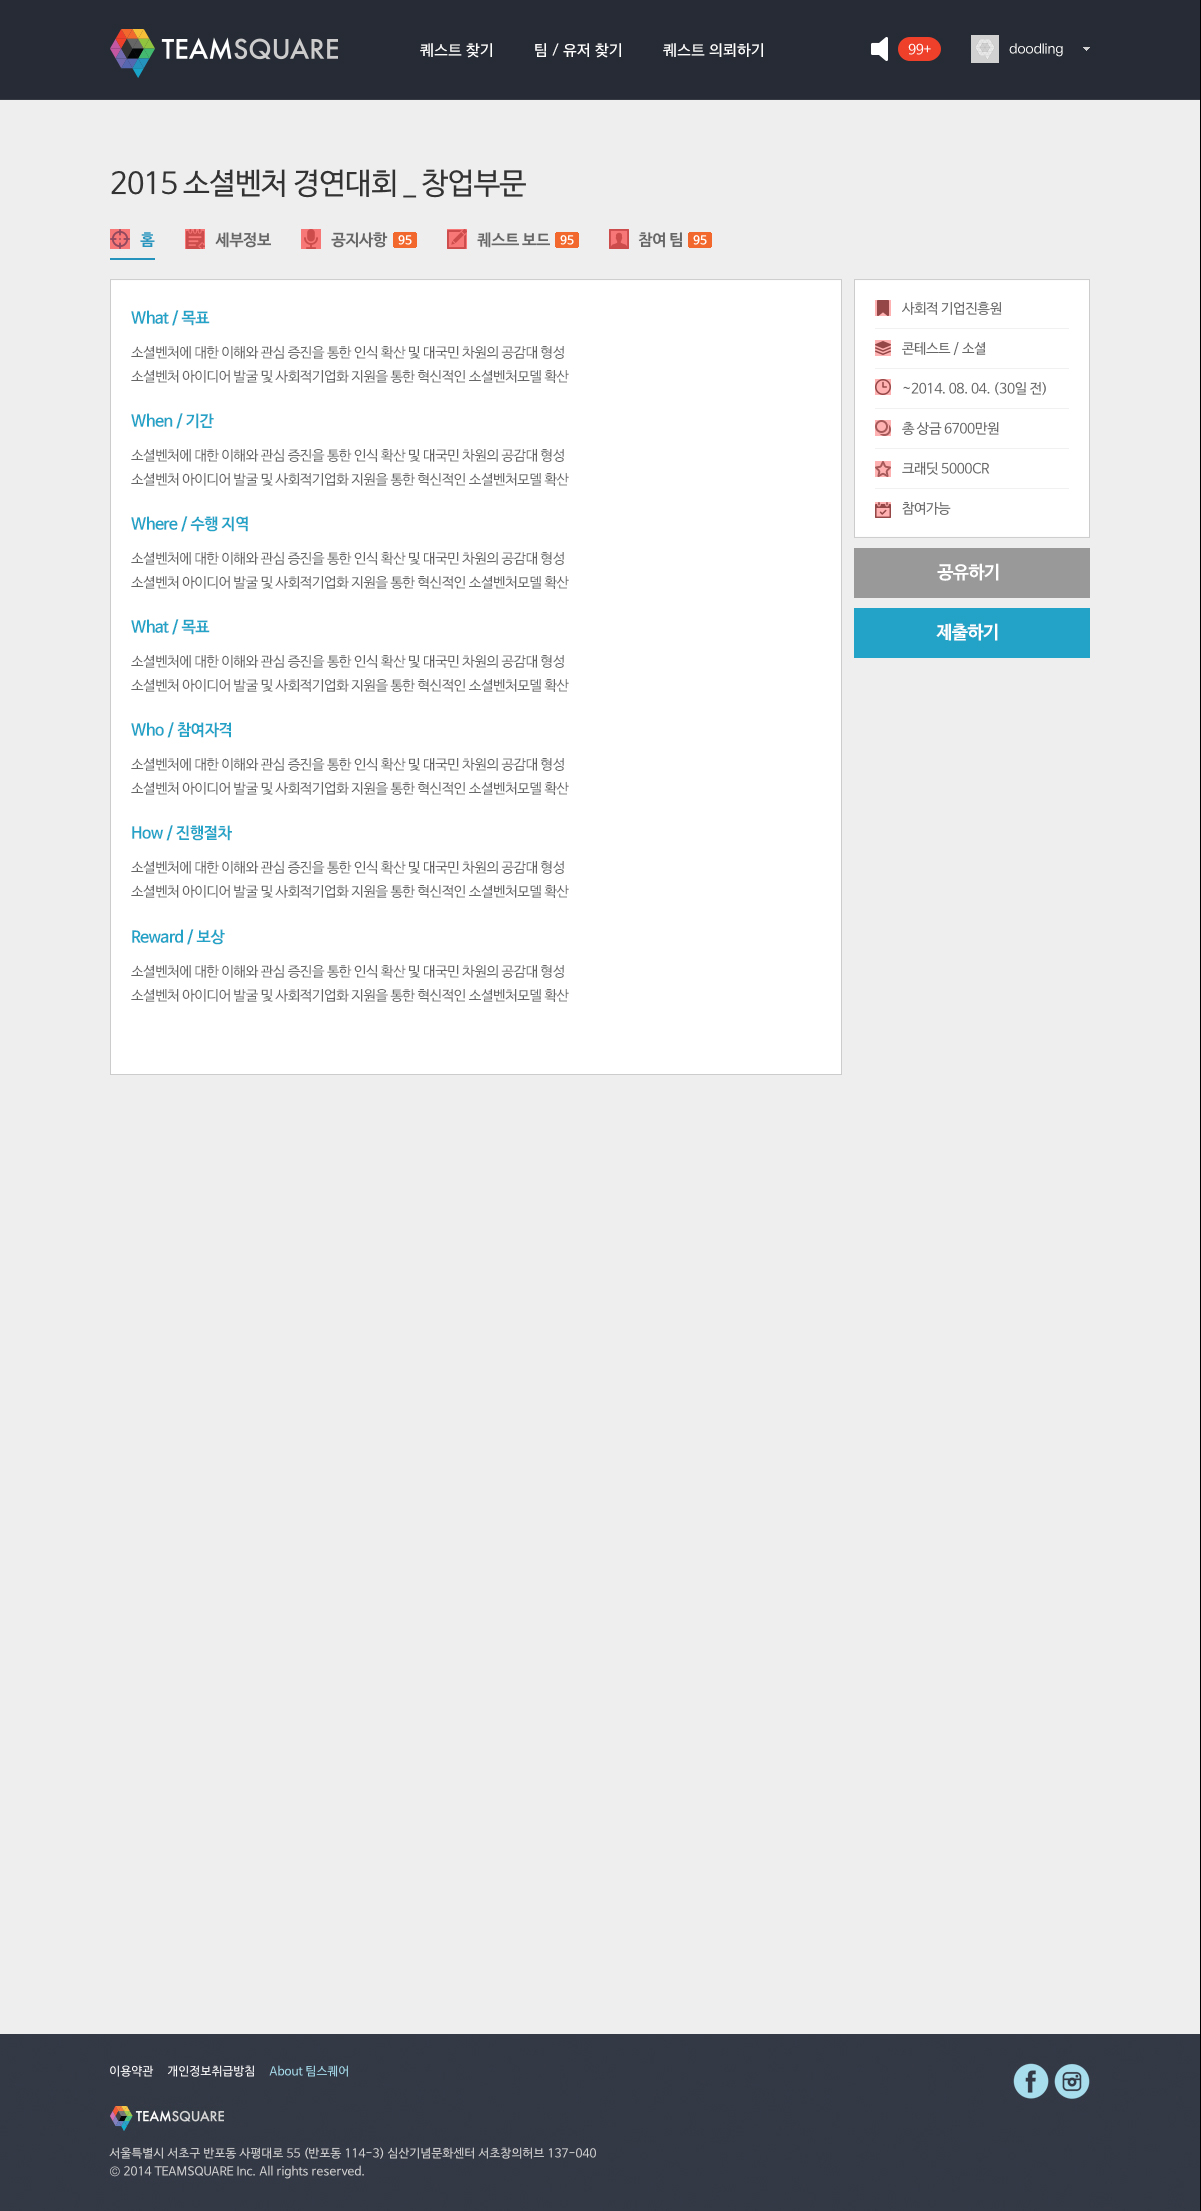 TEAMSQUARE
퀘스트 찾기
팀 / 유저 찾기
퀘스트 의뢰하기
99+
doodling
2015 소셜벤처 경연대회 _ 창업부문
홈
세부정보
공지사항 95
퀘스트 보드 95
참여 팀 95
What / 목표
소셜벤처에 대한 이해와 관심 증진을 통한 인식 확산 및 대국민 차원의 공감대 형성
소셜벤처 아이디어 발굴 및 사회적기업화 지원을 통한 혁신적인 소셜벤처모델 확산
When / 기간
소셜벤처에 대한 이해와 관심 증진을 통한 인식 확산 및 대국민 차원의 공감대 형성
소셜벤처 아이디어 발굴 및 사회적기업화 지원을 통한 혁신적인 소셜벤처모델 확산
Where / 수행 지역
소셜벤처에 대한 이해와 관심 증진을 통한 인식 확산 및 대국민 차원의 공감대 형성
소셜벤처 아이디어 발굴 및 사회적기업화 지원을 통한 혁신적인 소셜벤처모델 확산
What / 목표
소셜벤처에 대한 이해와 관심 증진을 통한 인식 확산 및 대국민 차원의 공감대 형성
소셜벤처 아이디어 발굴 및 사회적기업화 지원을 통한 혁신적인 소셜벤처모델 확산
Who / 참여자격
소셜벤처에 대한 이해와 관심 증진을 통한 인식 확산 및 대국민 차원의 공감대 형성
소셜벤처 아이디어 발굴 및 사회적기업화 지원을 통한 혁신적인 소셜벤처모델 확산
How / 진행절차
소셜벤처에 대한 이해와 관심 증진을 통한 인식 확산 및 대국민 차원의 공감대 형성
소셜벤처 아이디어 발굴 및 사회적기업화 지원을 통한 혁신적인 소셜벤처모델 확산
Reward / 보상
소셜벤처에 대한 이해와 관심 증진을 통한 인식 확산 및 대국민 차원의 공감대 형성
소셜벤처 아이디어 발굴 및 사회적기업화 지원을 통한 혁신적인 소셜벤처모델 확산
사회적 기업진흥원
콘테스트 / 소셜
~2014. 08. 04. (30일 전)
총 상금 6700만원
크래딧 5000CR
참여가능
공유하기
제출하기
이용약관
개인정보취급방침
About 팀스퀘어
TEAMSQUARE
서울특별시 서초구 반포동 사평대로 55 (반포동 114-3) 심산기념문화센터 서초창의허브 137-040
© 2014 TEAMSQUARE Inc. All rights reserved.